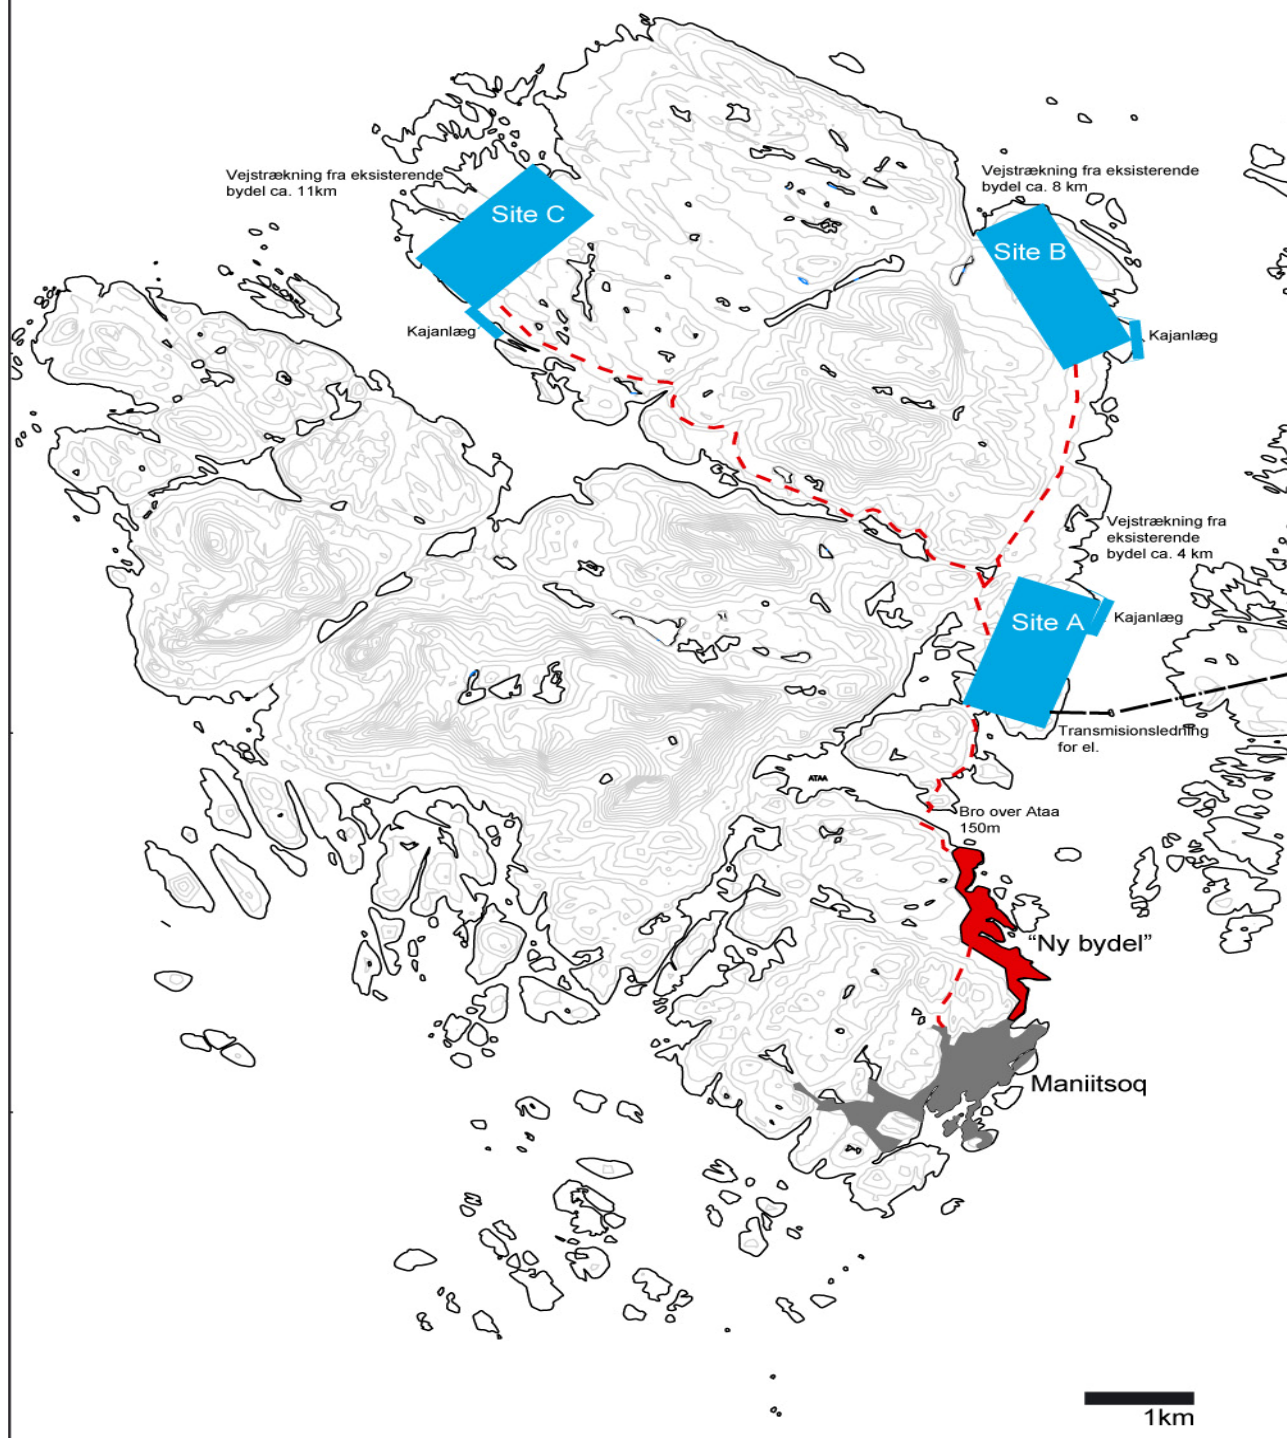 Vejstrækning fra eksisterende
bydel ca. 11km
Vejstrækning fra eksisterende
bydel ca. 8 km
Site C
Site B
Kajanlæg
Kajanlæg
Vejstrækning fra
eksisterende
bydel ca. 4 km
Site A
Kajanlæg
Transmisionsledning
for el.
ATAA
Bro over Ataa
150m
“Ny bydel”
Maniitsoq
1km